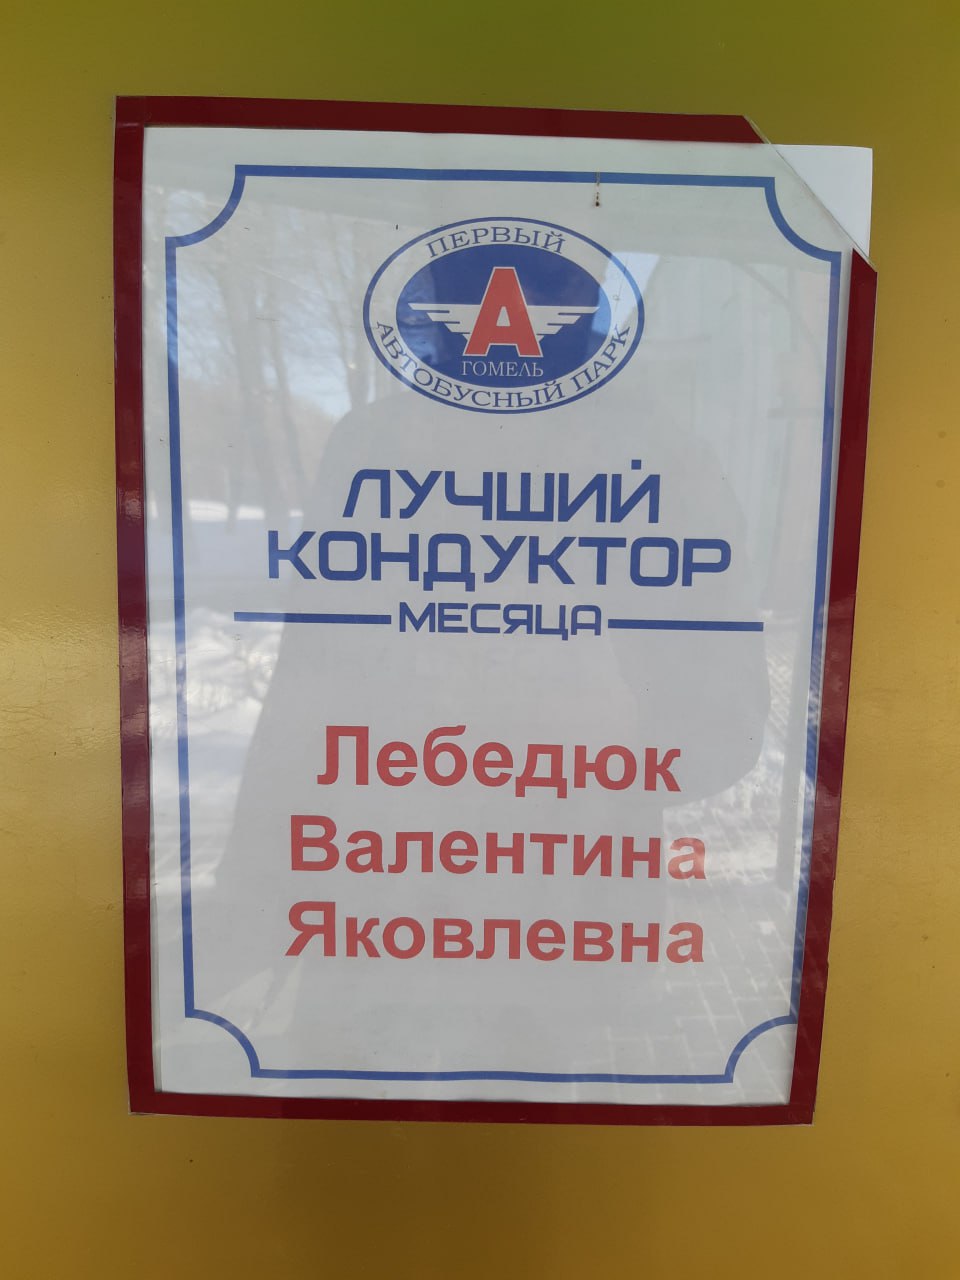 ПЕРВЫЙ
А
ГОМЕЛЬ
АВТОБУСНЫЙ ПАРК
ЛУЧШИЙ
КОНДУКТОР
МЕСЯЦА
Лебедюк
Валентина
Яковлевна